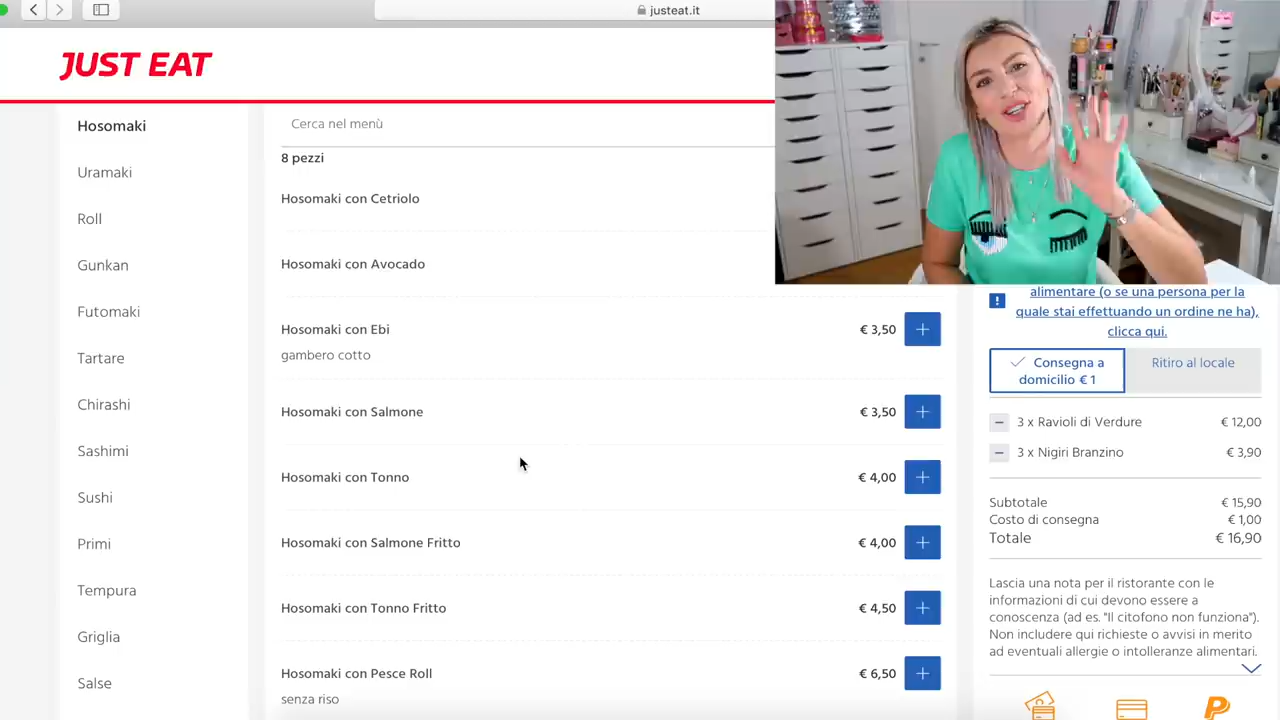 justeat.it
JUST EAT
Hosomaki
Uramaki
Roll
Gunkan
Futomaki
Tartare
Chirashi
Sashimi
Sushi
Primi
Tempura
Griglia
Salse
Cerca nel menù
8 pezzi
Hosomaki con Cetriolo
Hosomaki con Avocado
Hosomaki con Ebi € 3,50
gambero cotto
Hosomaki con Salmone € 3,50
Hosomaki con Tonno € 4,00
Hosomaki con Salmone Fritto € 4,00
Hosomaki con Tonno Fritto € 4,50
Hosomaki con Pesce Roll € 6,50
senza riso
alimentare (o se una persona per la
quale stai effettuando un ordine ne ha),
clicca qui.
Consegna a
domicilio € 1
Ritiro al locale
3 x Ravioli di Verdure € 12,00
3 x Nigiri Branzino € 3,90
Subtotale € 15,90
Costo di consegna € 1,00
Totale € 16,90
Lascia una nota per il ristorante con le
informazioni di cui devono essere a
conoscenza (ad es. "Il citofono non funziona").
Non includere qui richieste o avvisi in merito
ad eventuali allergie o intolleranze alimentari.